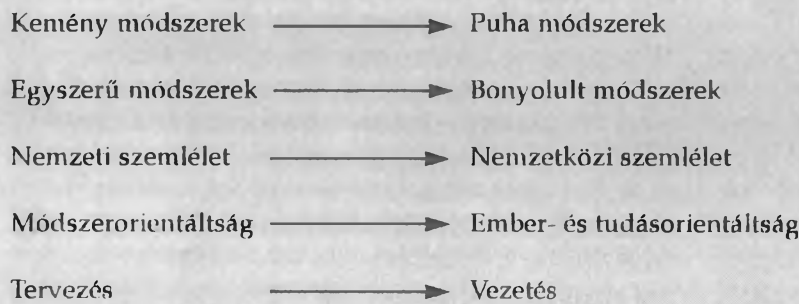 Kemény módszerek → Puha módszerek
Egyszerű módszerek → Bonyolult módszerek
Nemzeti szemlélet → Nemzetközi szemlélet
Módszerorientáltság → Ember- és tudásorientáltság
Tervezés → Vezetés